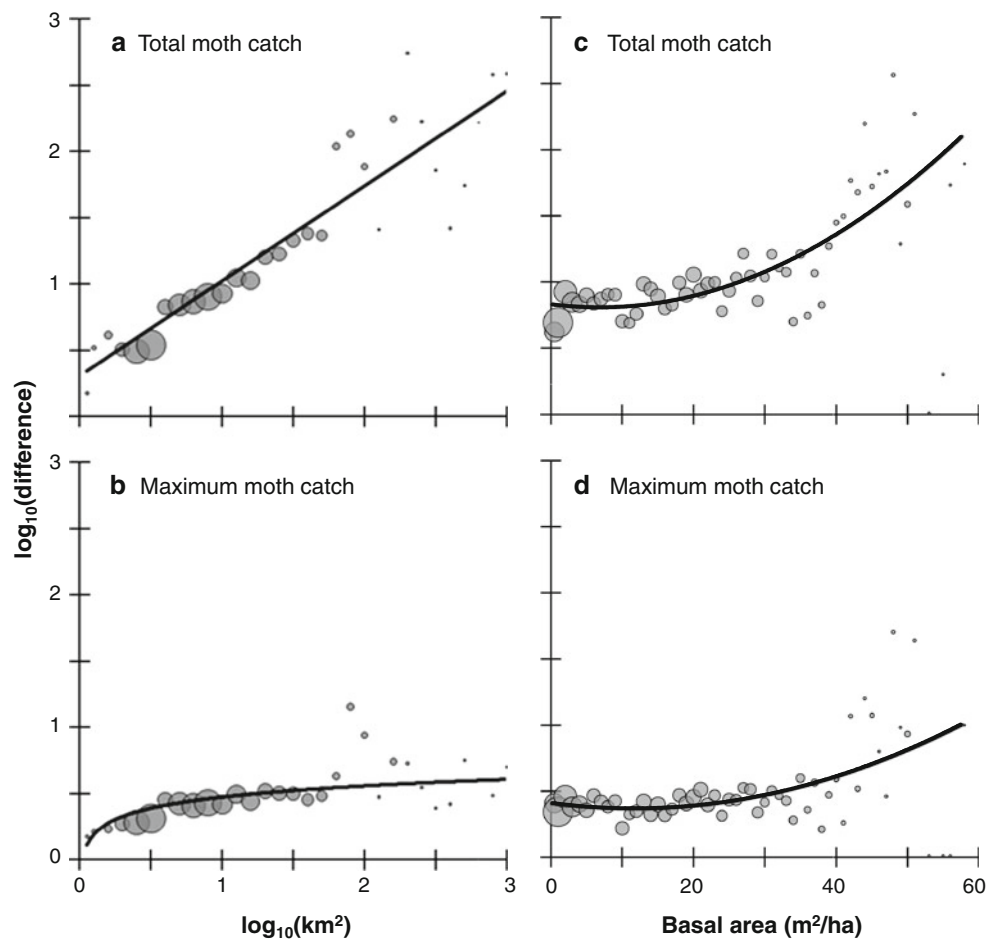 a Total moth catch
c Total moth catch
3
2
1
b Maximum moth catch
d Maximum moth catch
3
2
1
0
log₁₀(difference)
0 1 2 3
0 20 40 60
log₁₀(km²)
Basal area (m²/ha)